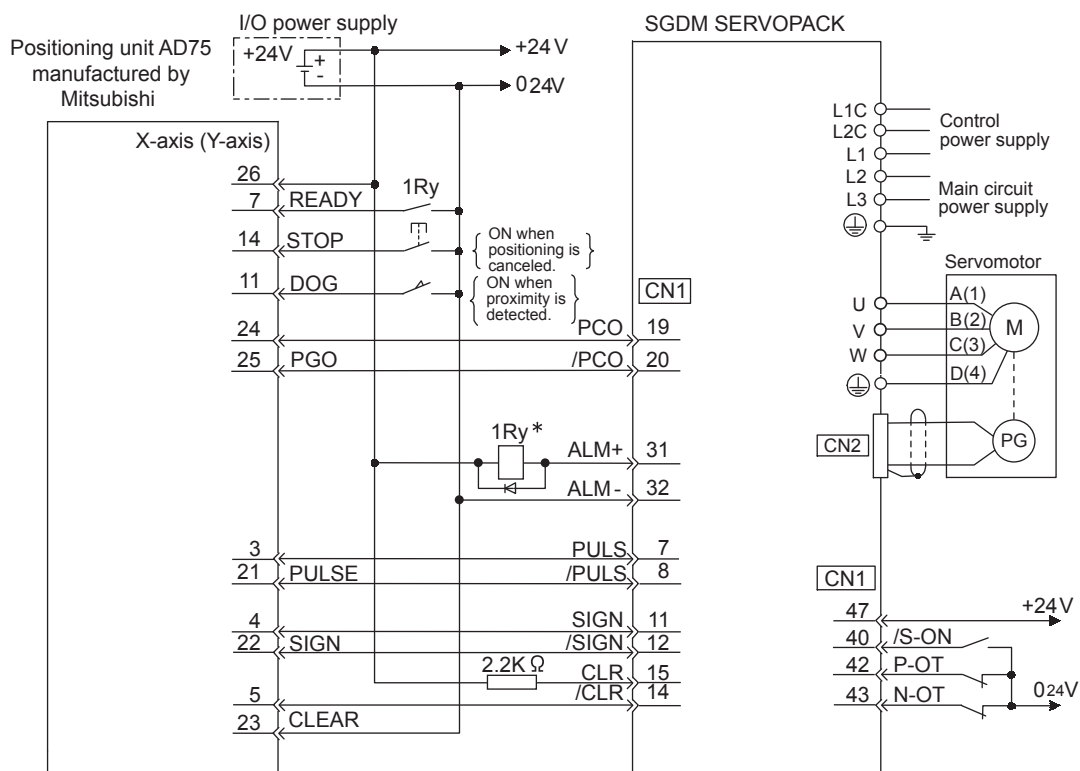 I/O power supply
SGDM SERVOPACK
Positioning unit AD75
manufactured by
Mitsubishi
+24V
+
-
+24 V
024V
X-axis (Y-axis)
L1C
L2C
Control
power supply
L1
L2
L3
Main circuit
power supply
26
7 READY 1Ry
14 STOP
ON when
positioning is
canceled.
11 DOG
ON when
proximity is
detected.
CN1
Servomotor
24 PCO 19
25 PGO /PCO 20
U A(1)
V B(2) M
W C(3)
D(4)
CN2 PG
1Ry*
ALM+ 31
ALM- 32
3 PULS 7
21 PULSE /PULS 8
4 SIGN 11
22 SIGN /SIGN 12
2.2KΩ CLR 15
5 /CLR 14
23 CLEAR
CN1
47 +24V
40 /S-ON
42 P-OT
43 N-OT 024V